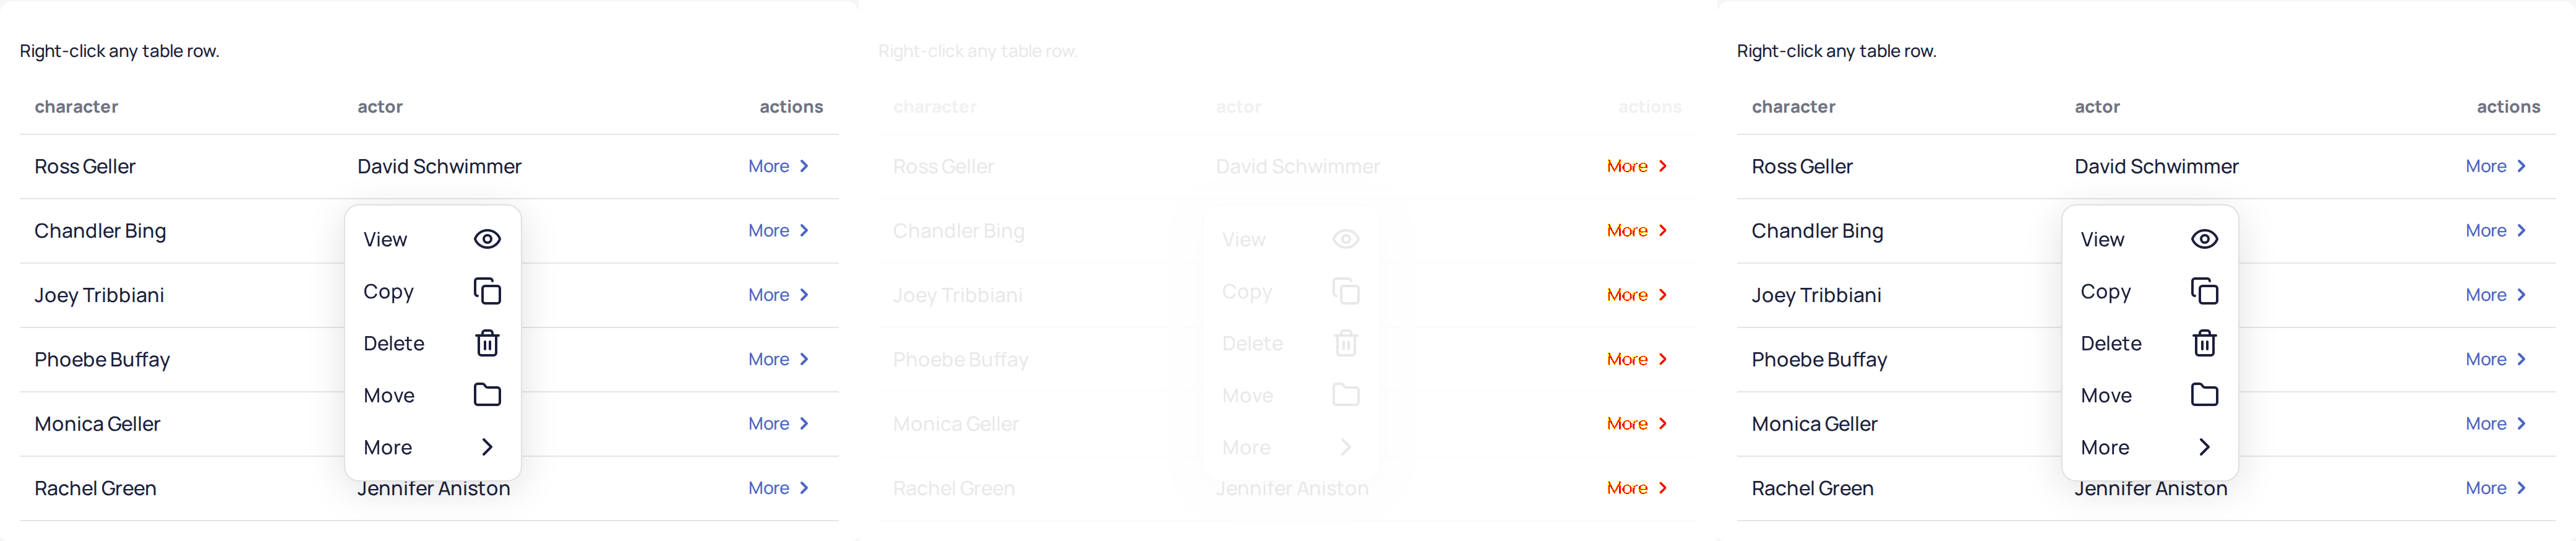 Right-click any table row.
character actor actions
Ross Geller David Schwimmer More
Chandler Bing More
Joey Tribbiani More
Phoebe Buffay More
Monica Geller More
Rachel Green Jennifer Aniston More
View
Copy
Delete
Move
More
Right-click any table row.
character actor actions
Ross Geller David Schwimmer More
Chandler Bing More
Joey Tribbiani More
Phoebe Buffay More
Monica Geller More
Rachel Green Jennifer Aniston More
View
Copy
Delete
Move
More
Right-click any table row.
character actor actions
Ross Geller David Schwimmer More
Chandler Bing More
Joey Tribbiani More
Phoebe Buffay More
Monica Geller More
Rachel Green Jennifer Aniston More
View
Copy
Delete
Move
More